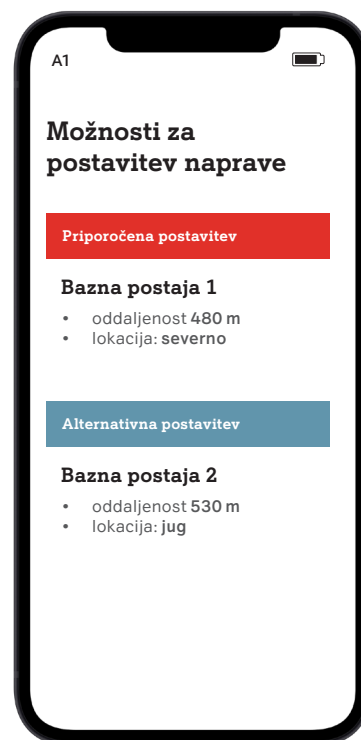 A1
Možnosti za
postavitev naprave
Priporočena postavitev
Bazna postaja 1
• oddaljenost 480 m
• lokacija: severno
Alternativna postavitev
Bazna postaja 2
• oddaljenost 530 m
• lokacija: jug